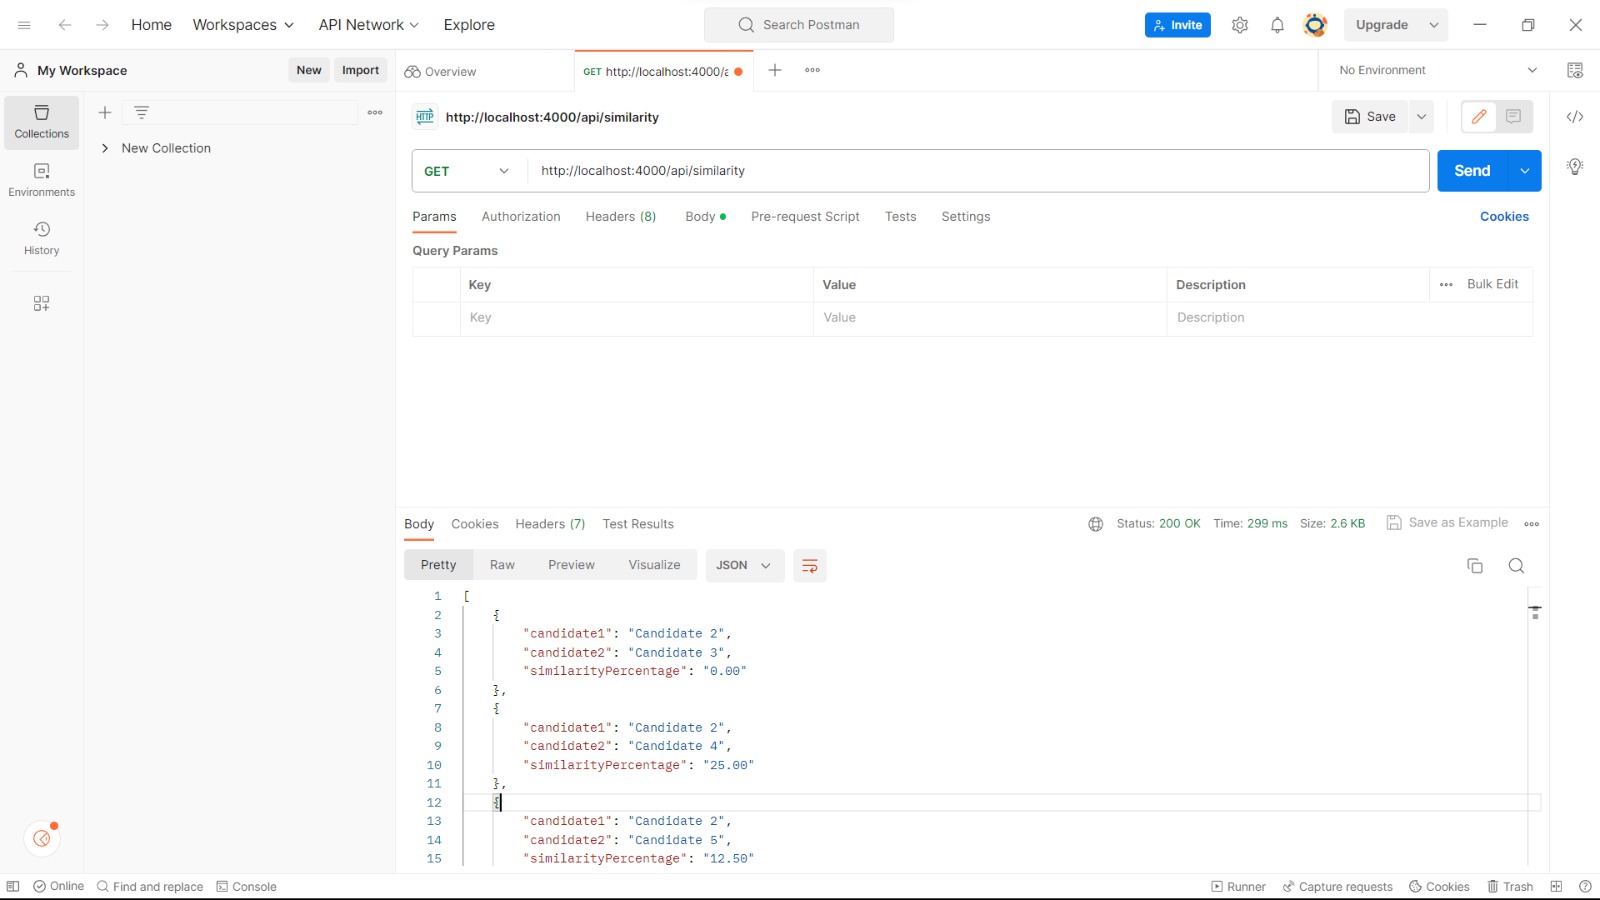 Home Workspaces API Network Explore Search Postman Invite Upgrade
My Workspace New Import Overview GET http://localhost:4000/a No Environment
Collections
Environments
History
New Collection
HTTP http://localhost:4000/api/similarity Save
GET http://localhost:4000/api/similarity Send
Params Authorization Headers (8) Body Pre-request Script Tests Settings Cookies
Query Params
Key Value Description Bulk Edit
Key Value Description
Body Cookies Headers (7) Test Results Status: 200 OK Time: 299 ms Size: 2.6 KB Save as Example
Pretty Raw Preview Visualize JSON
1 [
2 {
3 "candidate1": "Candidate 2",
4 "candidate2": "Candidate 3",
5 "similarityPercentage": "0.00"
6 },
7 {
8 "candidate1": "Candidate 2",
9 "candidate2": "Candidate 4",
10 "similarityPercentage": "25.00"
11 },
12 {
13 "candidate1": "Candidate 2",
14 "candidate2": "Candidate 5",
15 "similarityPercentage": "12.50"
Online Find and replace Console Runner Capture requests Cookies Trash